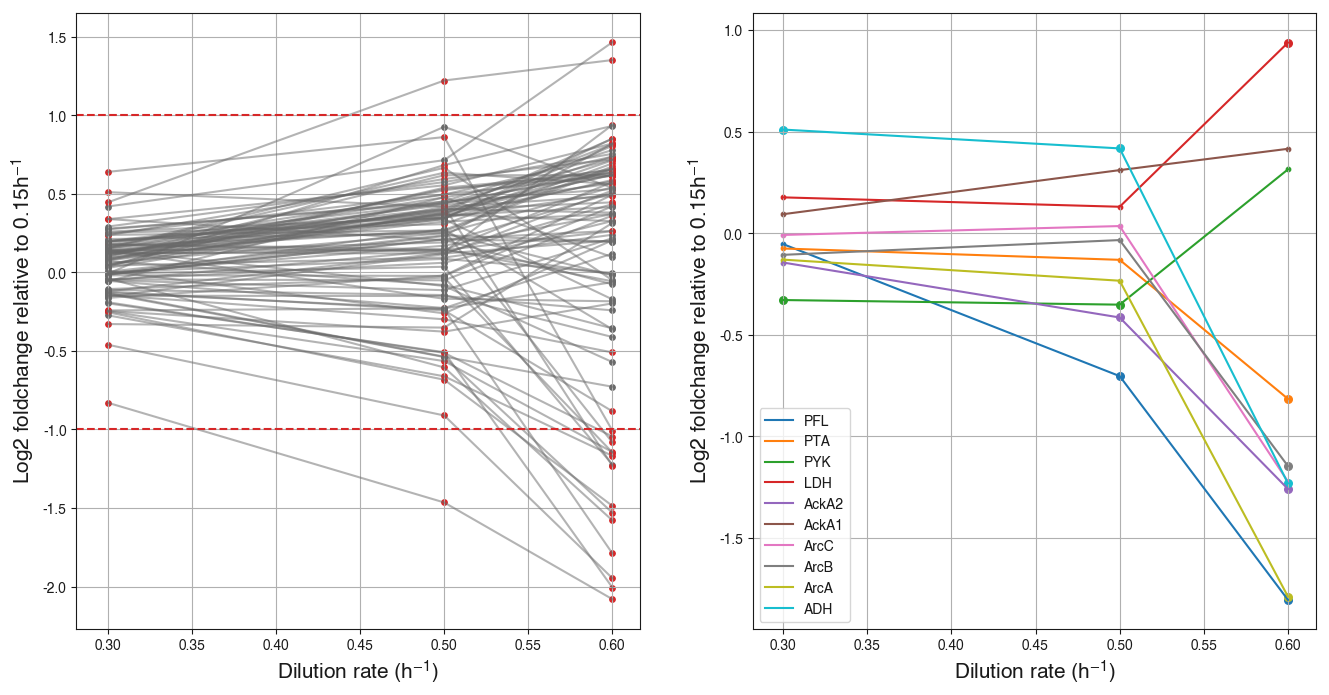 Log2 foldchange relative to 0.15h⁻¹
1.5
1.0
0.5
0.0
-0.5
-1.0
-1.5
-2.0
0.30
0.35
0.40
0.45
0.50
0.55
0.60
Dilution rate (h⁻¹)
Log2 foldchange relative to 0.15h⁻¹
1.0
0.5
0.0
-0.5
-1.0
-1.5
PFL
PTA
PYK
LDH
AckA2
AckA1
ArcC
ArcB
ArcA
ADH
0.30
0.35
0.40
0.45
0.50
0.55
0.60
Dilution rate (h⁻¹)